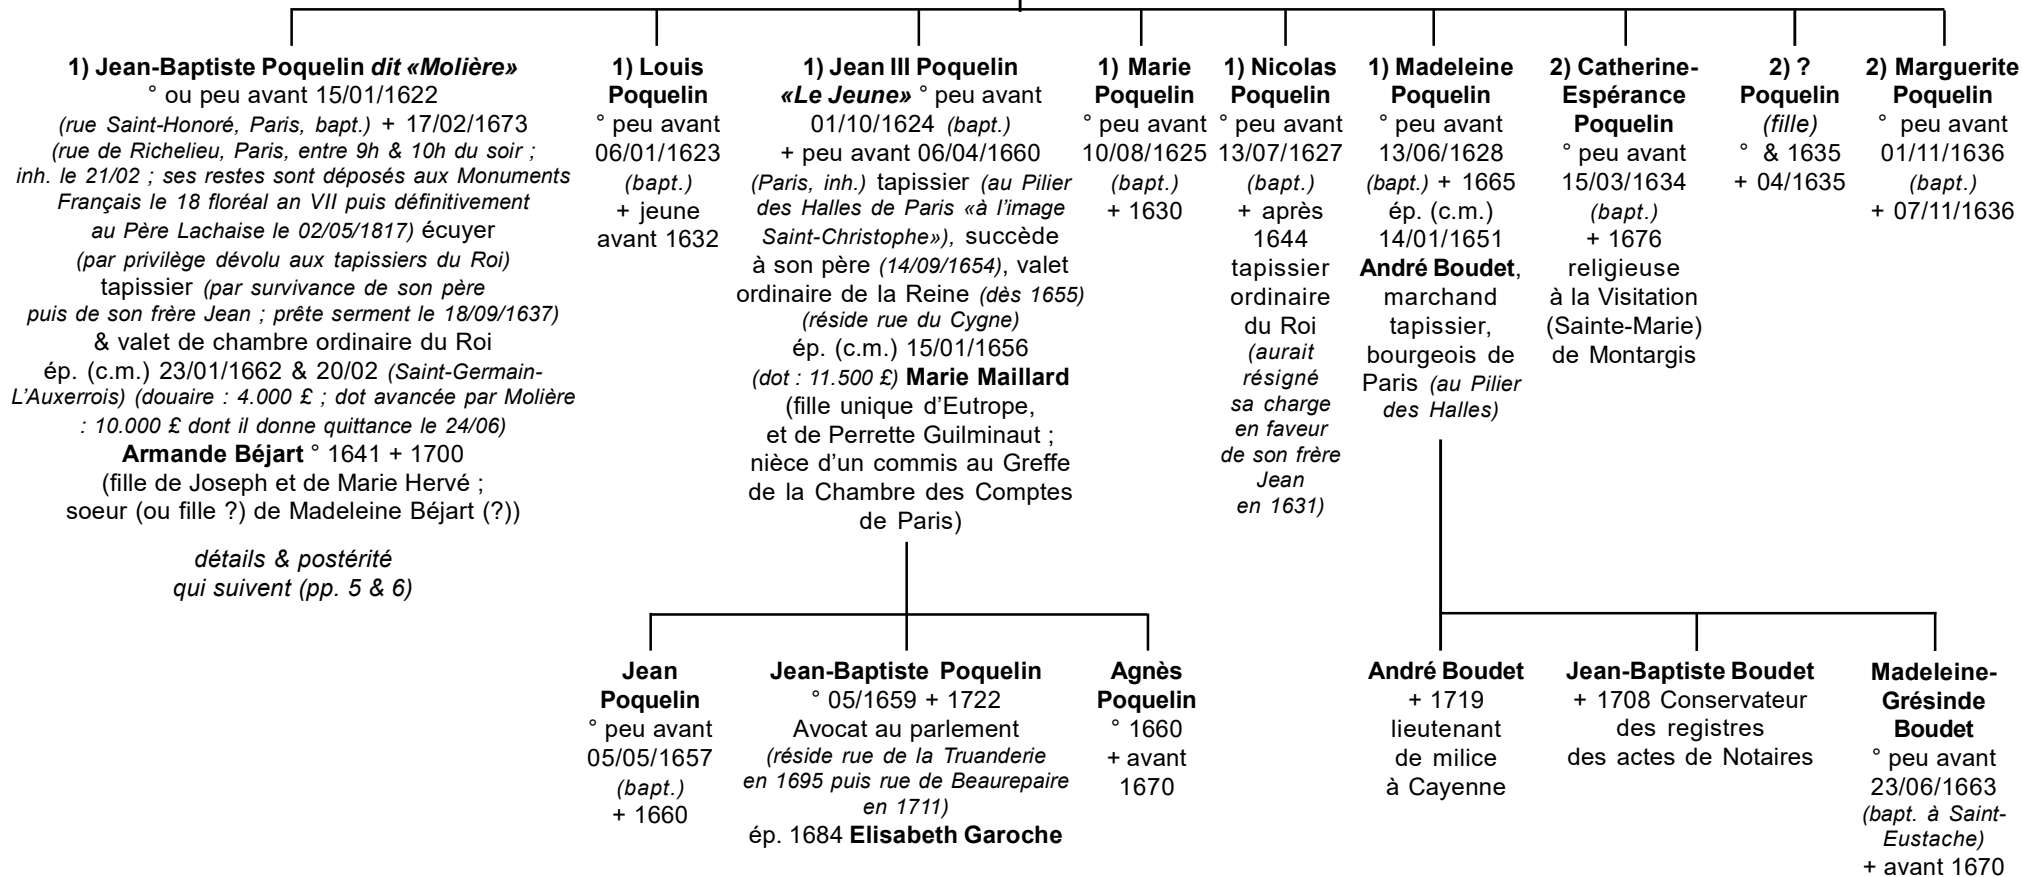 1) Jean-Baptiste Poquelin dit «Molière»
° ou peu avant 15/01/1622
(rue Saint-Honoré, Paris, bapt.) + 17/02/1673
(rue de Richelieu, Paris, entre 9h & 10h du soir ;
inh. le 21/02 ; ses restes sont déposés aux Monuments
Français le 18 floréal an VII puis définitivement
au Père Lachaise le 02/05/1817) écuyer
(par privilège dévolu aux tapissiers du Roi)
tapissier (par survivance de son père
puis de son frère Jean ; prête serment le 18/09/1637)
& valet de chambre ordinaire du Roi
ép. (c.m.) 23/01/1662 & 20/02 (Saint-Germain-
L'Auxerrois) (douaire : 4.000 £ ; dot avancée par Molière
: 10.000 £ dont il donne quittance le 24/06)
Armande Béjart ° 1641 + 1700
(fille de Joseph et de Marie Hervé ;
soeur (ou fille ?) de Madeleine Béjart (?))
détails & postérité
qui suivent (pp. 5 & 6)
1) Louis
Poquelin
° peu avant
06/01/1623
(bapt.)
+ jeune
avant 1632
1) Jean III Poquelin
«Le Jeune» ° peu avant
01/10/1624 (bapt.)
+ peu avant 06/04/1660
(Paris, inh.) tapissier (au Pilier
des Halles de Paris «à l'image
Saint-Christophe»), succède
à son père (14/09/1654), valet
ordinaire de la Reine (dès 1655)
(réside rue du Cygne)
ép. (c.m.) 15/01/1656
(dot : 11.500 £) Marie Maillard
(fille unique d'Eutrope,
et de Perrette Guilminaut ;
nièce d'un commis au Greffe
de la Chambre des Comptes
de Paris)
1) Marie
Poquelin
° peu avant
10/08/1625
(bapt.)
+ 1630
1) Nicolas
Poquelin
° peu avant
13/07/1627
(bapt.)
+ après
1644
tapissier
ordinaire
du Roi
(aurait
résigné
sa charge
en faveur
de son frère
Jean
en 1631)
1) Madeleine
Poquelin
° peu avant
13/06/1628
(bapt.) + 1665
ép. (c.m.)
14/01/1651
André Boudet,
marchand
tapissier,
bourgeois de
Paris (au Pilier
des Halles)
2) Catherine-
Espérance
Poquelin
° peu avant
15/03/1634
(bapt.)
+ 1676
religieuse
à la Visitation
(Sainte-Marie)
de Montargis
2) ?
Poquelin
(fille)
° & 1635
+ 04/1635
2) Marguerite
Poquelin
° peu avant
01/11/1636
(bapt.)
+ 07/11/1636
Jean
Poquelin
° peu avant
05/05/1657
(bapt.)
+ 1660
Jean-Baptiste Poquelin
° 05/1659 + 1722
Avocat au parlement
(réside rue de la Truanderie
en 1695 puis rue de Beaurepaire
en 1711)
ép. 1684 Elisabeth Garoche
Agnès
Poquelin
° 1660
+ avant
1670
André Boudet
+ 1719
lieutenant
de milice
à Cayenne
Jean-Baptiste Boudet
+ 1708 Conservateur
des registres
des actes de Notaires
Madeleine-
Grésinde
Boudet
° peu avant
23/06/1663
(bapt. à Saint-
Eustache)
+ avant 1670